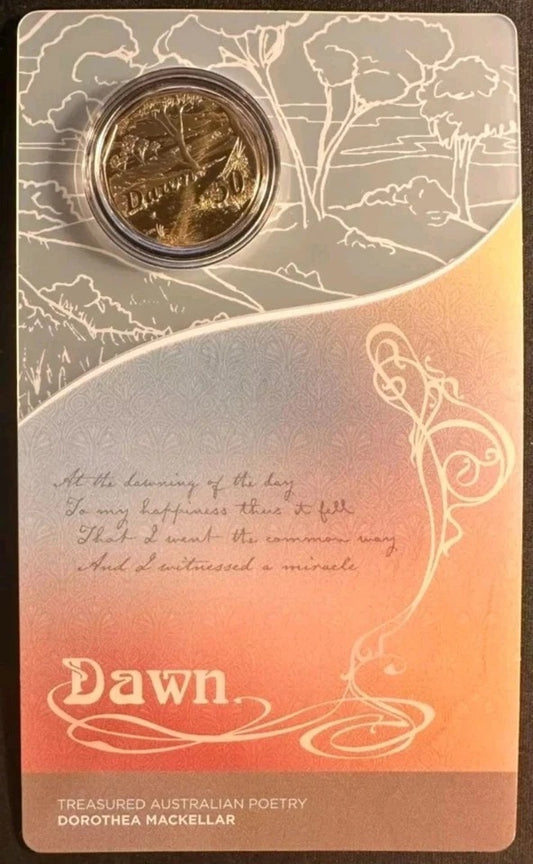 Dawn
50
At the dawning of the day
To my happiness thus it fell
That I went the common way
And I witnessed a miracle
Dawn
TREASURED AUSTRALIAN POETRY
DOROTHEA MACKELLAR